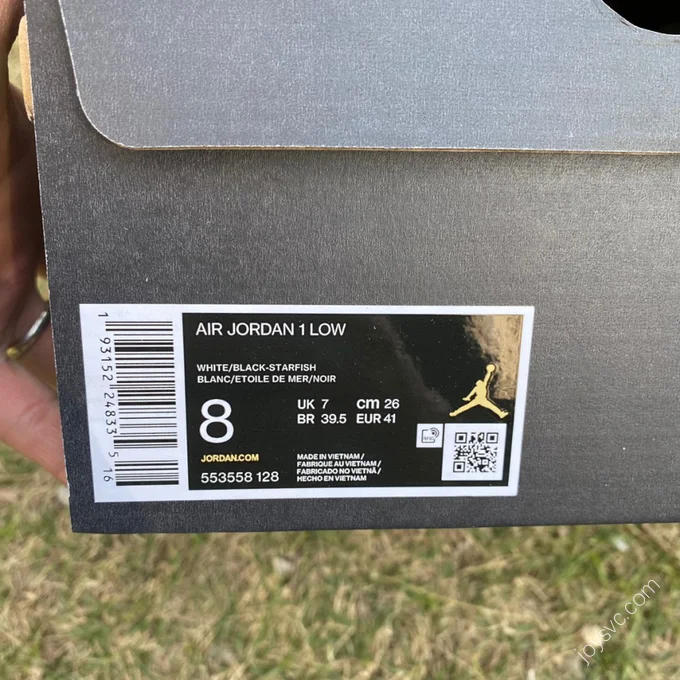 AIR JORDAN 1 LOW
WHITE/BLACK-STARFISH
BLANC/ETOILE DE MER/NOIR
8
UK 7 cm 26
BR 39.5 EUR 41
JORDAN.COM
553558 128
MADE IN VIETNAM /
FABRIQUE AU VIETNAM /
FABRICADO NO VIETNÃ /
HECHO EN VIETNAM
1 93152 24833 5 16
joysvc.com